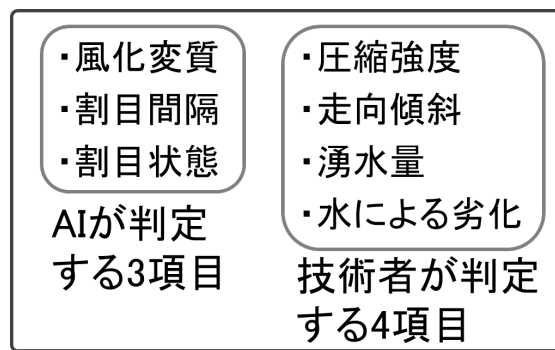 ・風化変質
・割目間隔
・割目状態
AIが判定
する3項目
・圧縮強度
・走向傾斜
・湧水量
・水による劣化
技術者が判定
する4項目